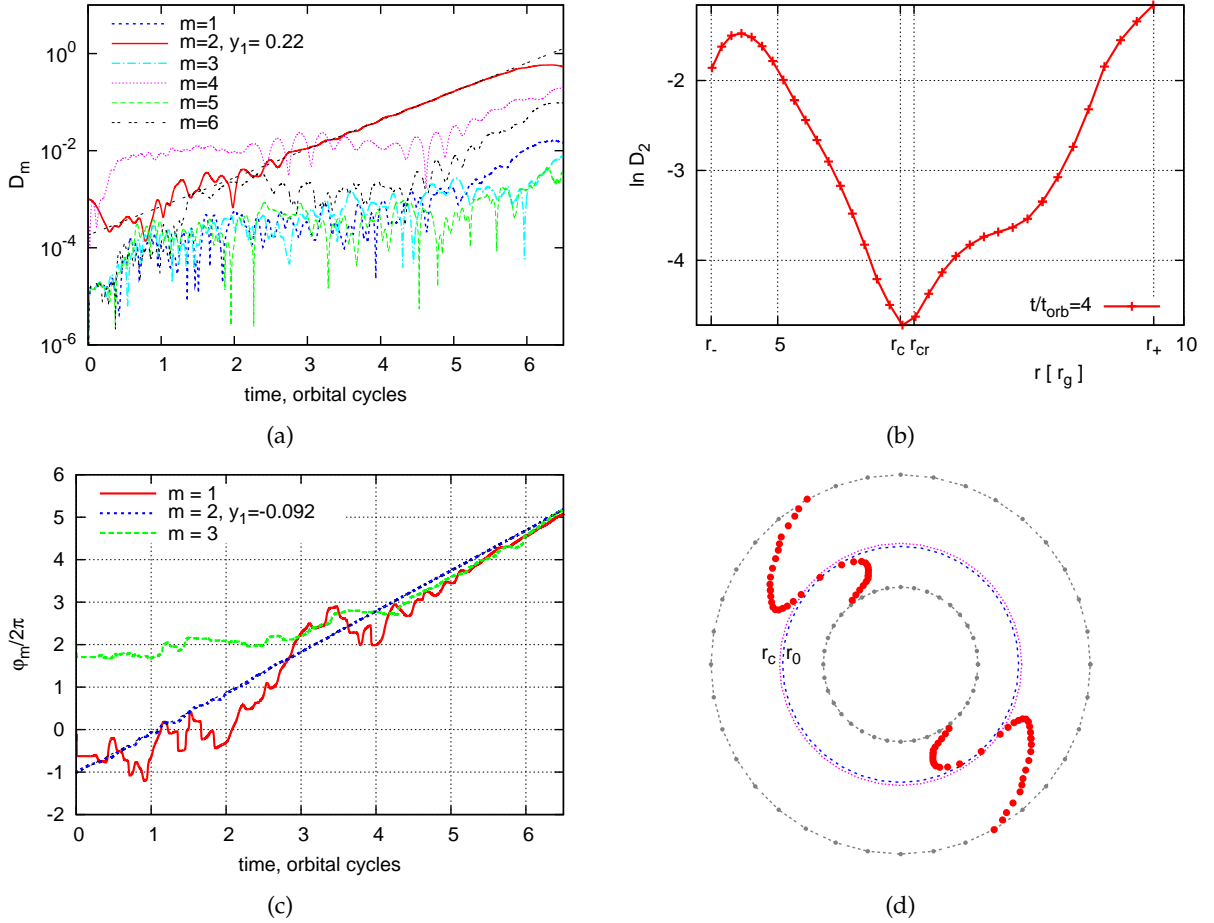 m=1
m=2, y₁= 0.22
m=3
m=4
m=5
m=6
10⁰
10⁻²
10⁻⁴
10⁻⁶
Dₘ
0 1 2 3 4 5 6
time, orbital cycles
(a)
-2
-3
-4
ln D₂
t/tₒᵣb=4
r₋ 5 r_c r_cr r₊ 10
r [ r_g ]
(b)
6
5
4
3
2
1
0
-1
-2
φₘ/2π
m = 1
m = 2, y₁=-0.092
m = 3
0 1 2 3 4 5 6
time, orbital cycles
(c)
r_c r₀
(d)